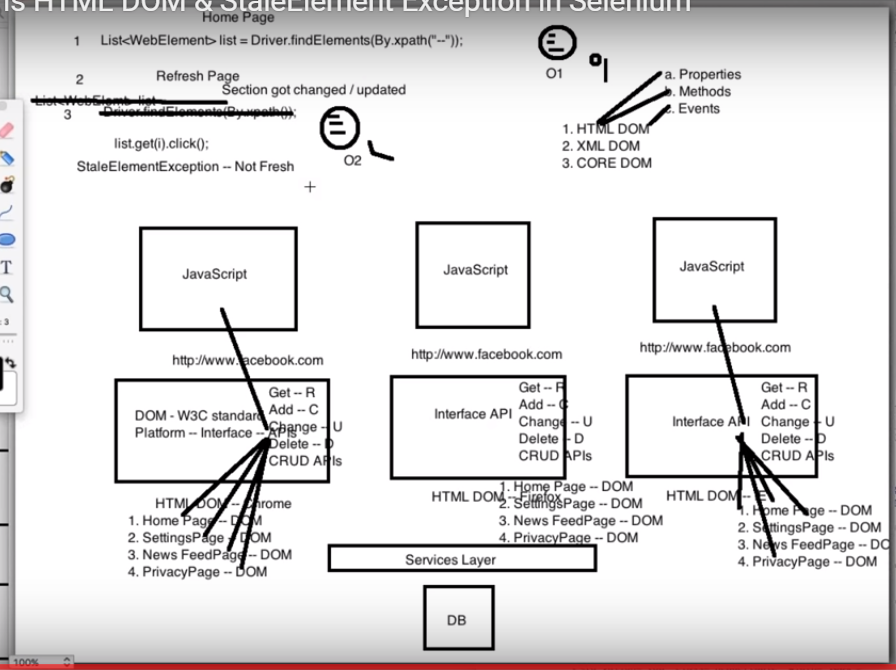 is HTML DOM & StaleElement Exception in Selenium
Home Page
1 List<WebElement> list = Driver.findElements(By.xpath("--"));
2 Refresh Page
Section got changed / updated
List<WebElemt> list
3 Driver.findElements(By.xpath());
list.get(i).click();
StaleElementException -- Not Fresh
O1
O2
a. Properties
b. Methods
c. Events
1. HTML DOM
2. XML DOM
3. CORE DOM
JavaScript
http://www.facebook.com
DOM - W3C standard
Platform -- Interface -- APIs
Get -- R
Add -- C
Change -- U
Delete -- D
CRUD APIs
HTML DOM -- Chrome
1. Home Page -- DOM
2. SettingsPage -- DOM
3. News FeedPage -- DOM
4. PrivacyPage -- DOM
JavaScript
http://www.facebook.com
Interface API
Get -- R
Add -- C
Change -- U
Delete -- D
CRUD APIs
HTML DOM -- Firefox
1. Home Page -- DOM
2. SettingsPage -- DOM
3. News FeedPage -- DOM
4. PrivacyPage -- DOM
JavaScript
http://www.facebook.com
Interface API
Get -- R
Add -- C
Change -- U
Delete -- D
CRUD APIs
HTML DOM -- IE
1. Home Page -- DOM
2. SettingsPage -- DOM
3. News FeedPage -- DO
4. PrivacyPage -- DOM
Services Layer
DB
T
: 3
100%